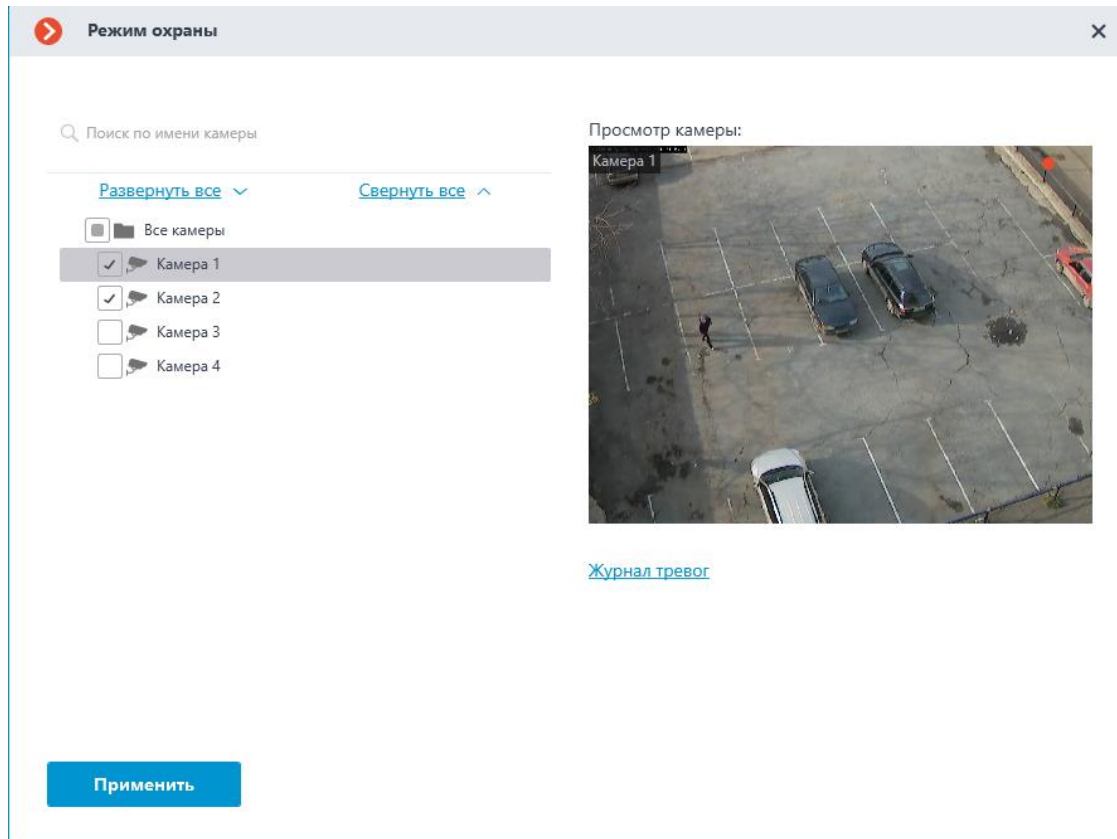 Режим охраны
Поиск по имени камеры
Развернуть все
Свернуть все
Все камеры
Камера 1
Камера 2
Камера 3
Камера 4
Просмотр камеры:
Камера 1
Журнал тревог
Применить